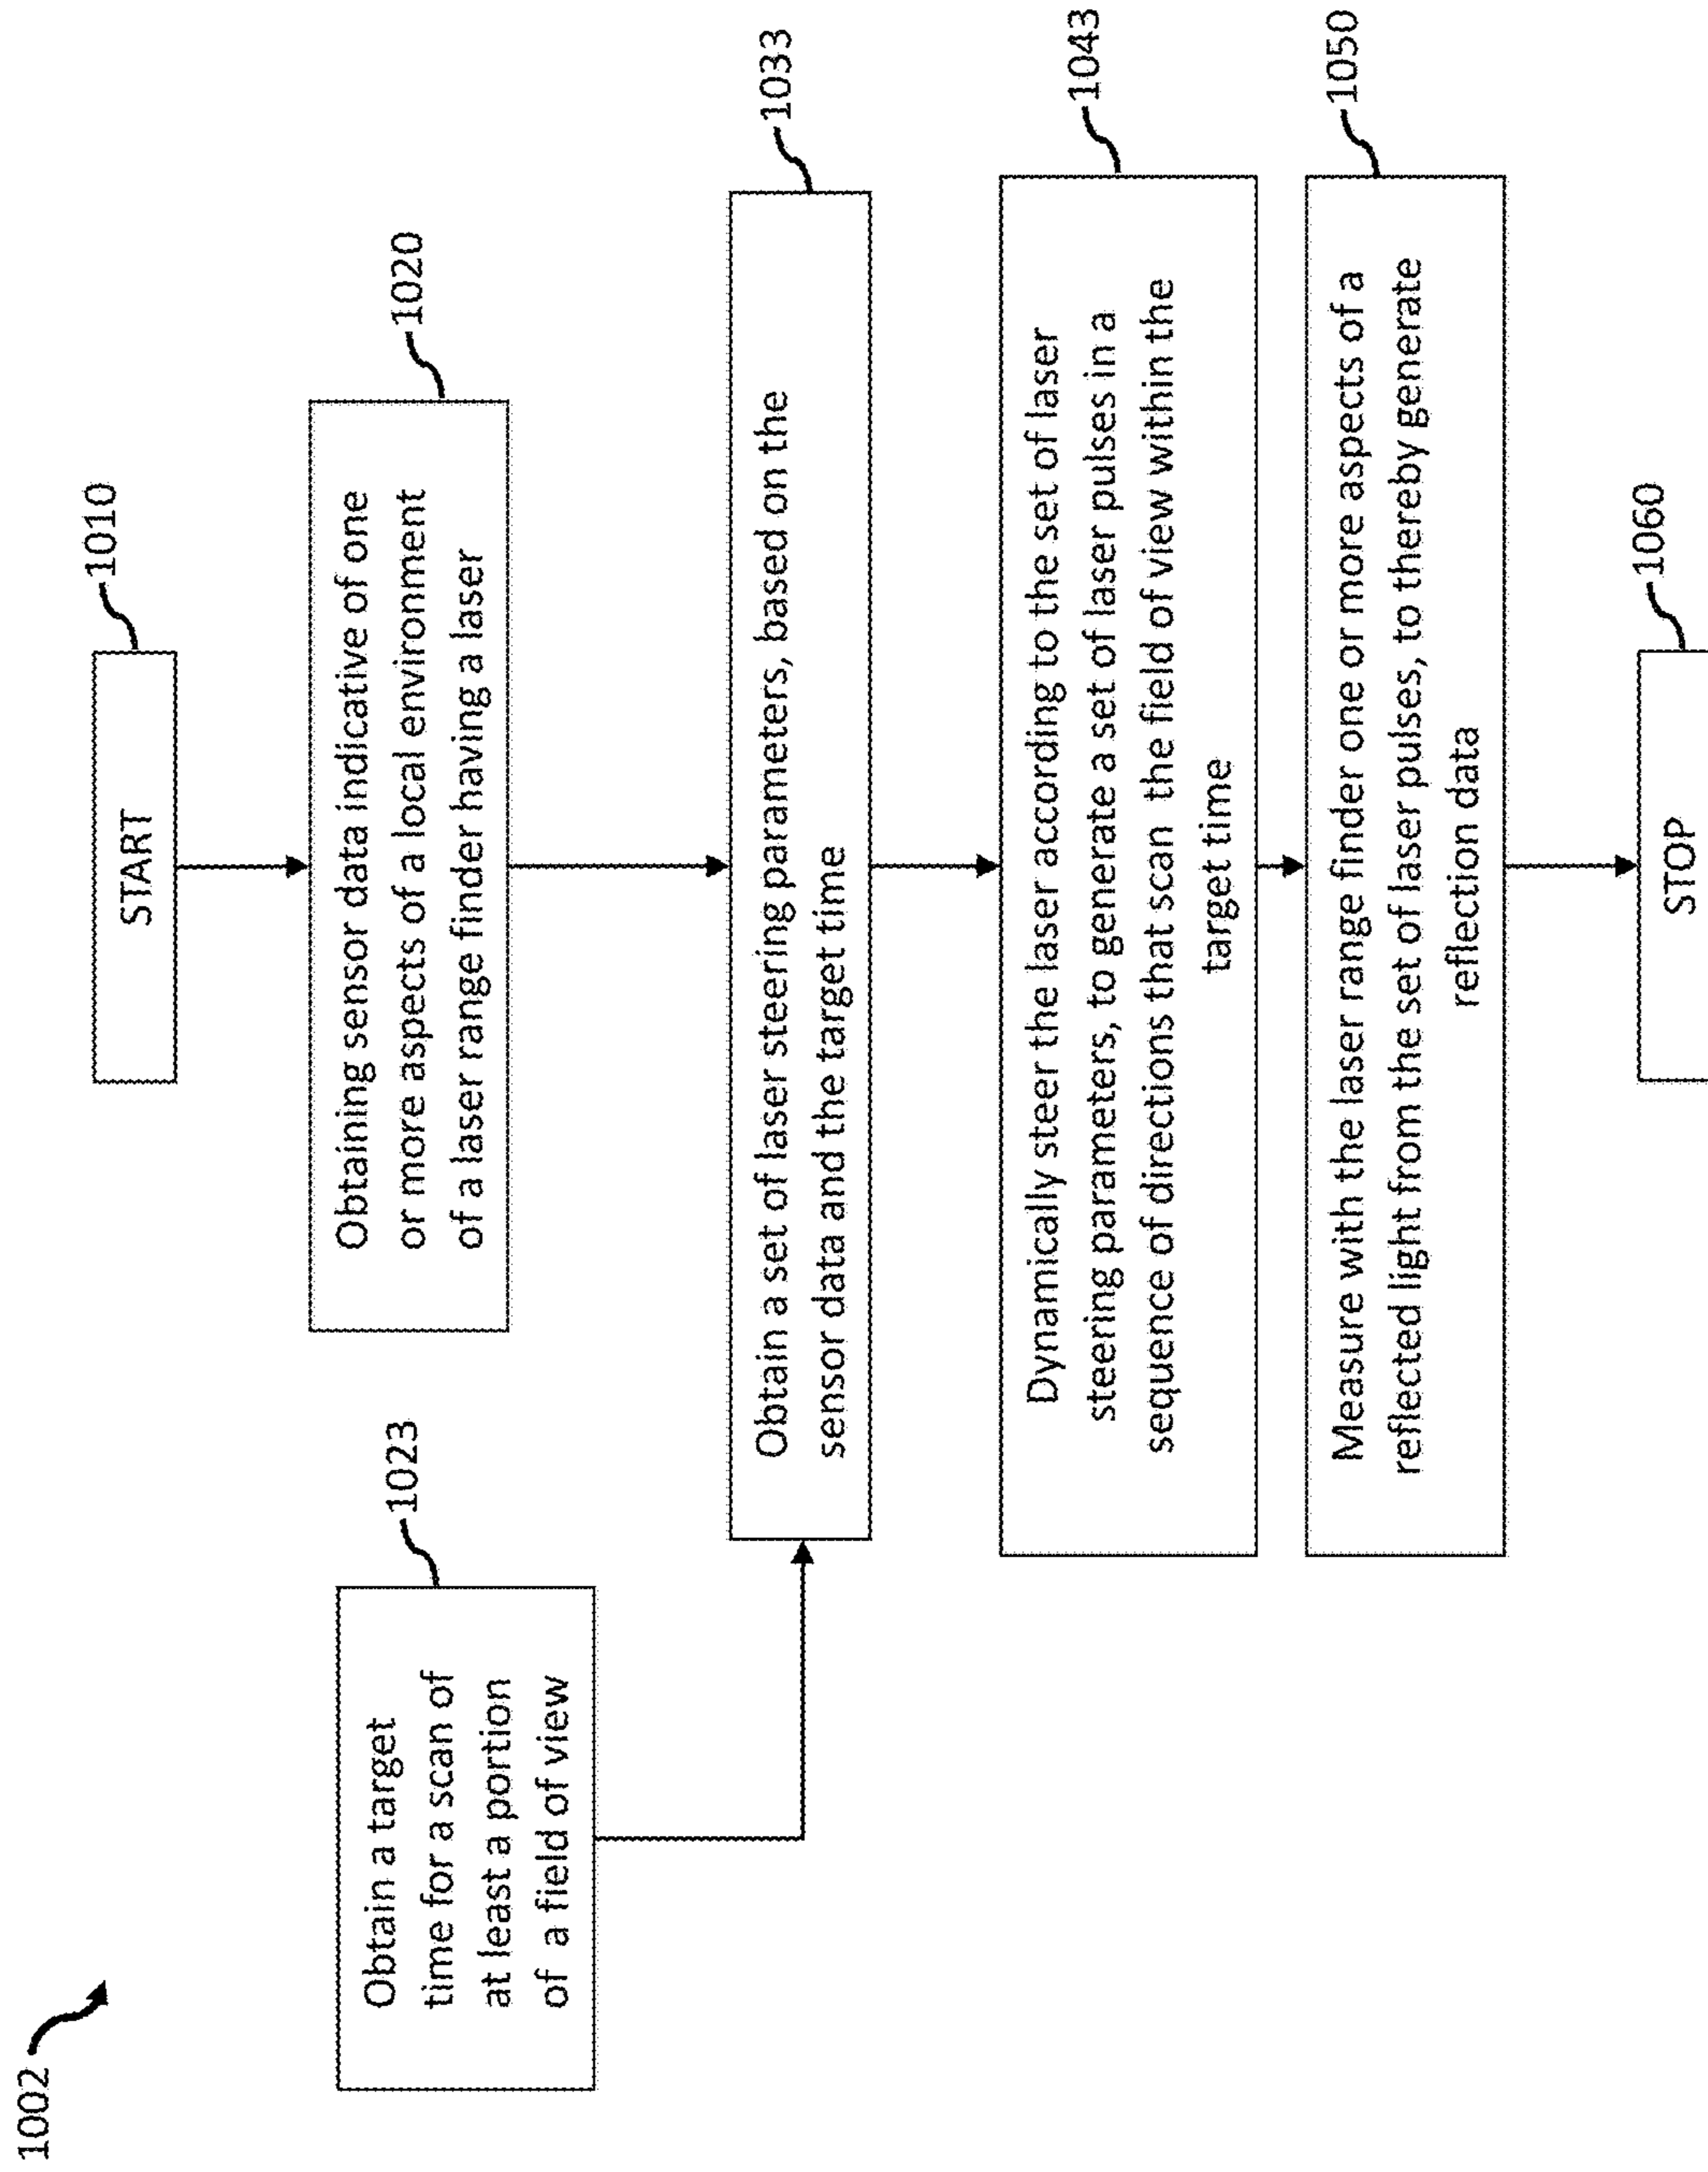 1002
START
1010
Obtaining sensor data indicative of one
or more aspects of a local environment
of a laser range finder having a laser
1020
Obtain a target
time for a scan of
at least a portion
of a field of view
1023
Obtain a set of laser steering parameters, based on the
sensor data and the target time
1033
Dynamically steer the laser according to the set of laser
steering parameters, to generate a set of laser pulses in a
sequence of directions that scan the field of view within the
target time
1043
Measure with the laser range finder one or more aspects of a
reflected light from the set of laser pulses, to thereby generate
reflection data
1050
STOP
1060